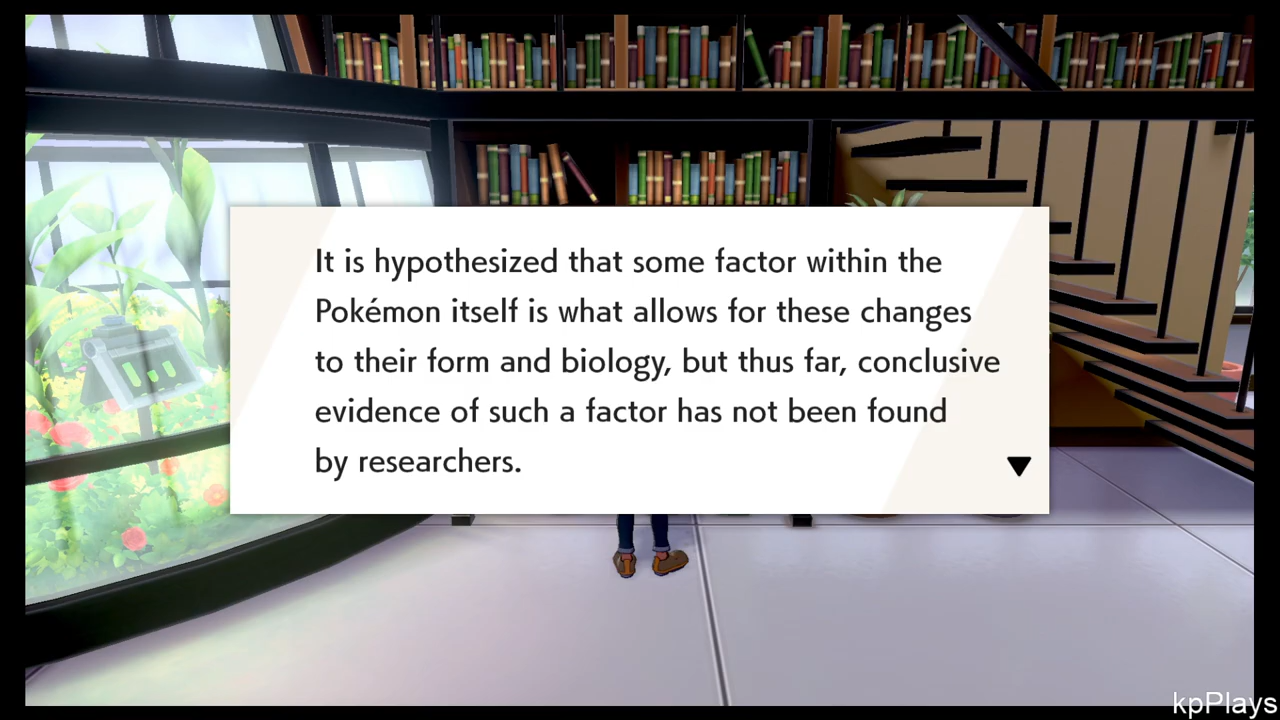 It is hypothesized that some factor within the
Pokémon itself is what allows for these changes
to their form and biology, but thus far, conclusive
evidence of such a factor has not been found
by researchers.
kpPlays